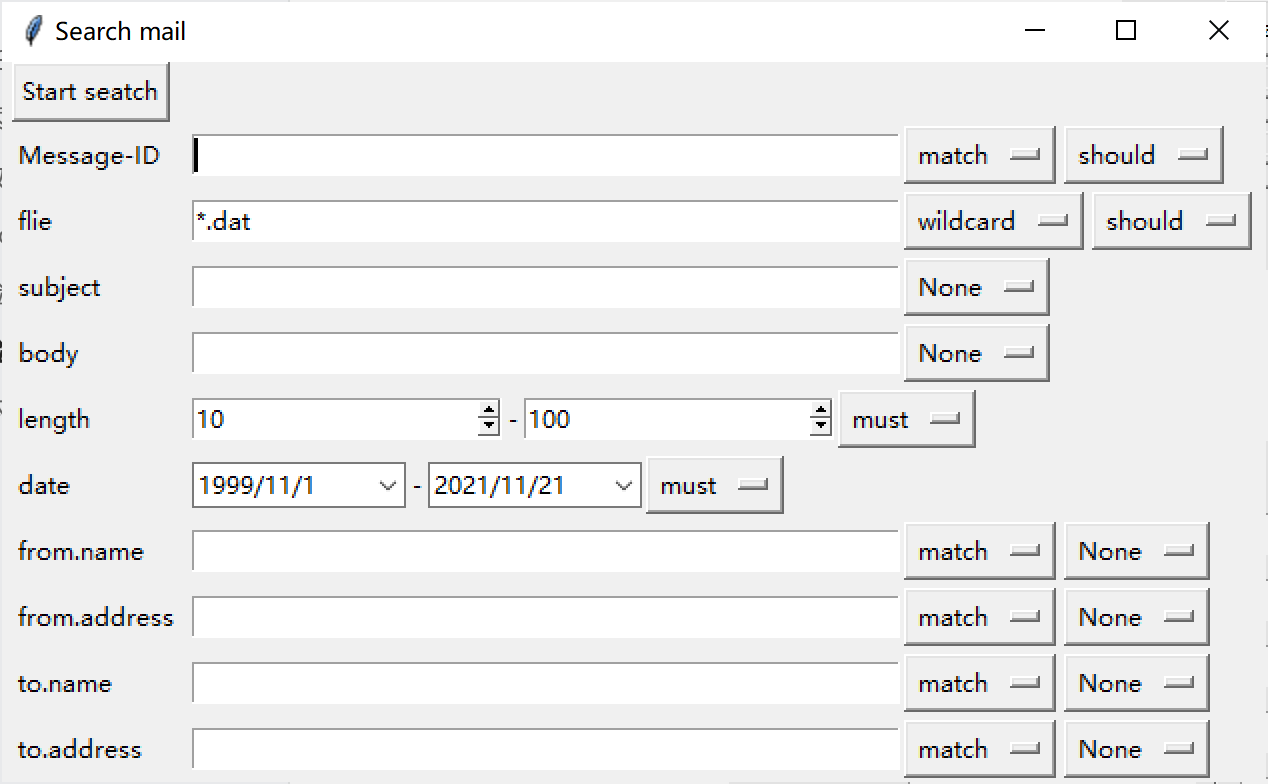 Search mail
Start seatch
Message-ID match should
flie *.dat wildcard should
subject None
body None
length 10 - 100 must
date 1999/11/1 - 2021/11/21 must
from.name match None
from.address match None
to.name match None
to.address match None